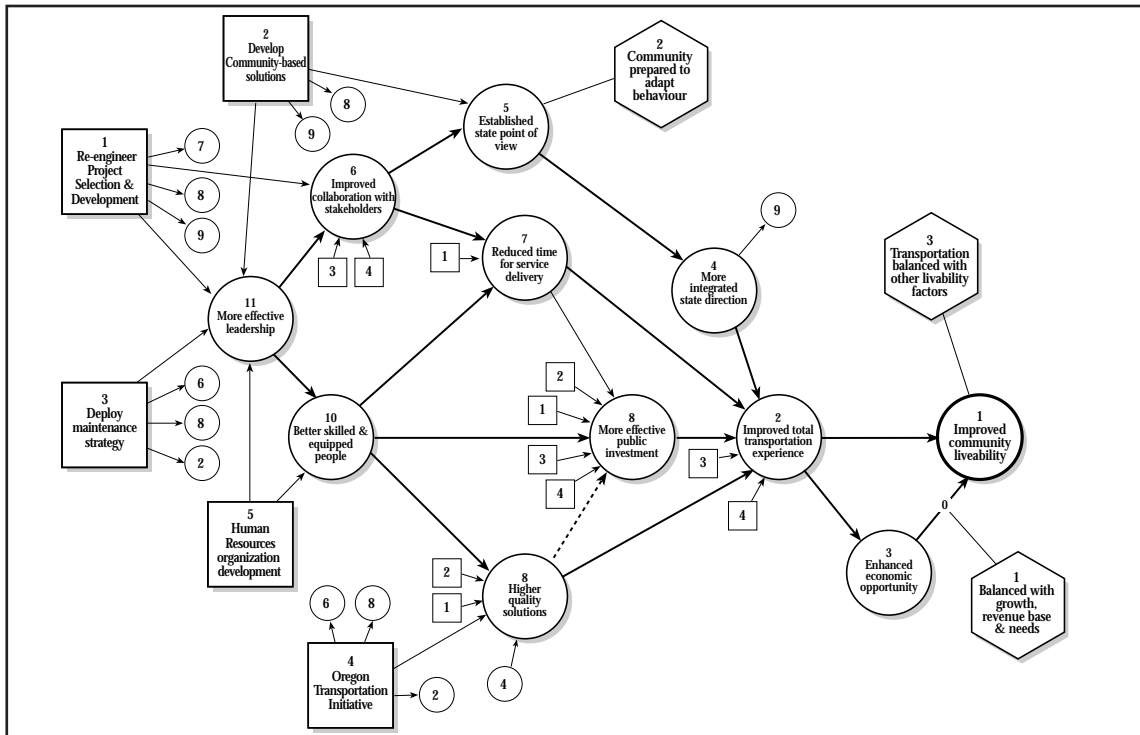 2
Develop
Community-based
solutions
8
9
1
Re-engineer
Project
Selection &
Development
7
8
9
2
Community
prepared to
adapt
behaviour
5
Established
state point of
view
6
Improved
collaboration with
stakeholders
3
4
1
7
Reduced time
for service
delivery
9
4
More
integrated
state direction
3
Transportation
balanced with
other livability
factors
11
More effective
leadership
3
Deploy
maintenance
strategy
6
8
2
10
Better skilled &
equipped
people
2
1
3
4
8
More effective
public
investment
2
Improved total
transportation
experience
3
4
1
Improved
community
liveability
0
5
Human
Resources
organization
development
2
1
8
Higher
quality
solutions
4
3
Enhanced
economic
opportunity
1
Balanced with
growth,
revenue base
& needs
6
8
4
Oregon
Transportation
Initiative
2